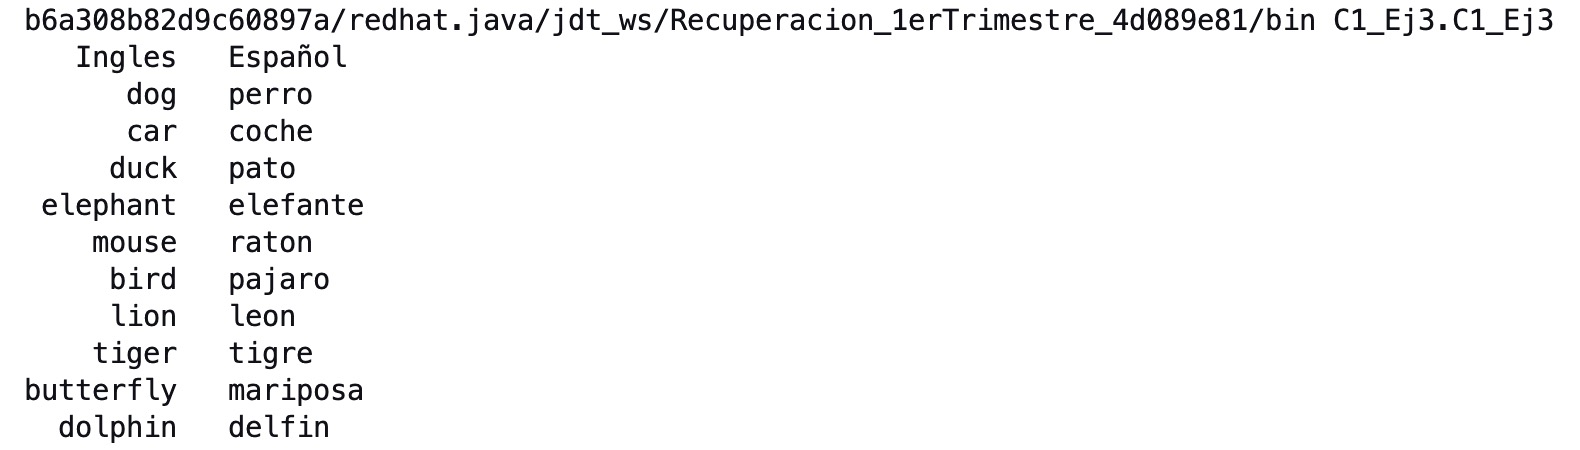 b6a308b82d9c60897a/redhat.java/jdt_ws/Recuperacion_1erTrimestre_4d089e81/bin C1_Ej3.C1_Ej3
Ingles   Español
dog   perro
car   coche
duck   pato
elephant   elefante
mouse   raton
bird   pajaro
lion   leon
tiger   tigre
butterfly   mariposa
dolphin   delfin